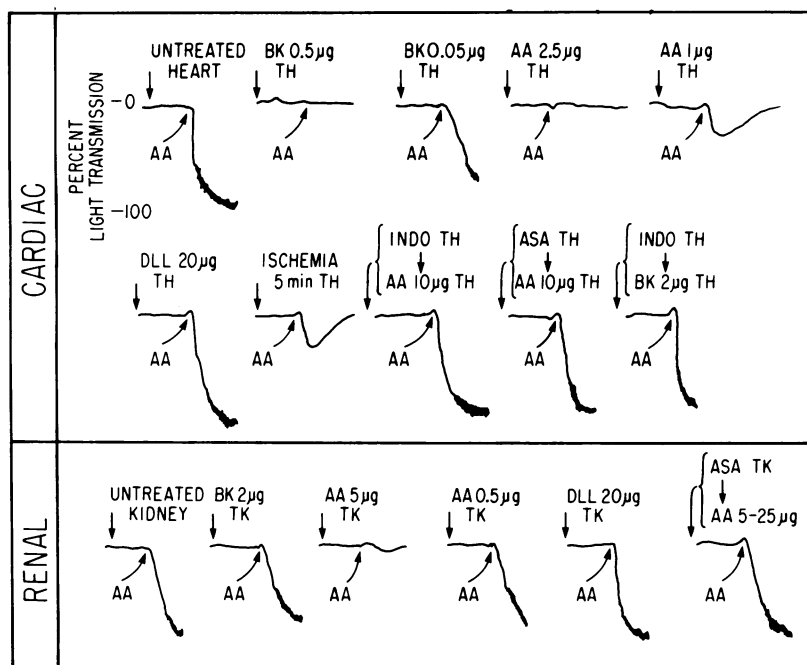 CARDIAC
PERCENT
LIGHT TRANSMISSION
-0
-100
UNTREATED
HEART
AA
BK 0.5µg
TH
AA
BK 0.05µg
TH
AA
AA 2.5µg
TH
AA
AA 1µg
TH
AA
DLL 20µg
TH
AA
ISCHEMIA
5 min TH
AA
INDO TH
AA 10µg TH
AA
ASA TH
AA 10µg TH
AA
INDO TH
BK 2µg TH
AA
RENAL
UNTREATED
KIDNEY
AA
BK 2µg
TK
AA
AA 5µg
TK
AA
AA 0.5µg
TK
AA
DLL 20µg
TK
AA
ASA TK
AA 5-25µg
AA